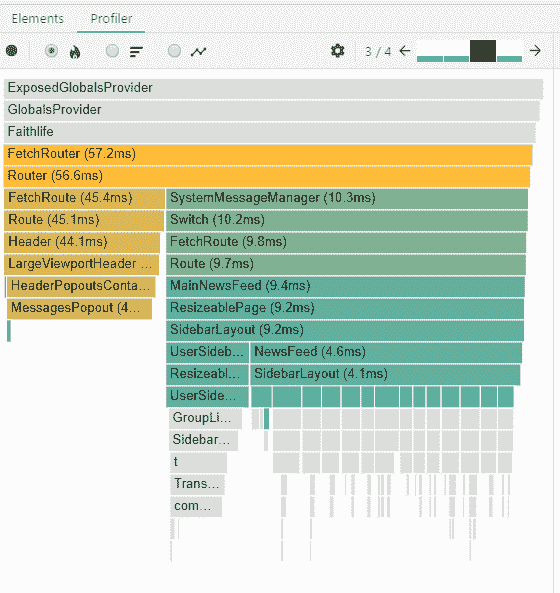 Elements Profiler
3 / 4
ExposedGlobalsProvider
GlobalsProvider
Faithlife
FetchRouter (57.2ms)
Router (56.6ms)
FetchRoute (45.4ms) SystemMessageManager (10.3ms)
Route (45.1ms) Switch (10.2ms)
Header (44.1ms) FetchRoute (9.8ms)
LargeViewportHeader ... Route (9.7ms)
HeaderPopoutsConta... MainNewsFeed (9.4ms)
MessagesPopout (4... ResizeablePage (9.2ms)
SidebarLayout (9.2ms)
UserSideb... NewsFeed (4.6ms)
Resizeabl... SidebarLayout (4.1ms)
UserSide...
GroupLi...
Sidebar...
t
Trans...
com...